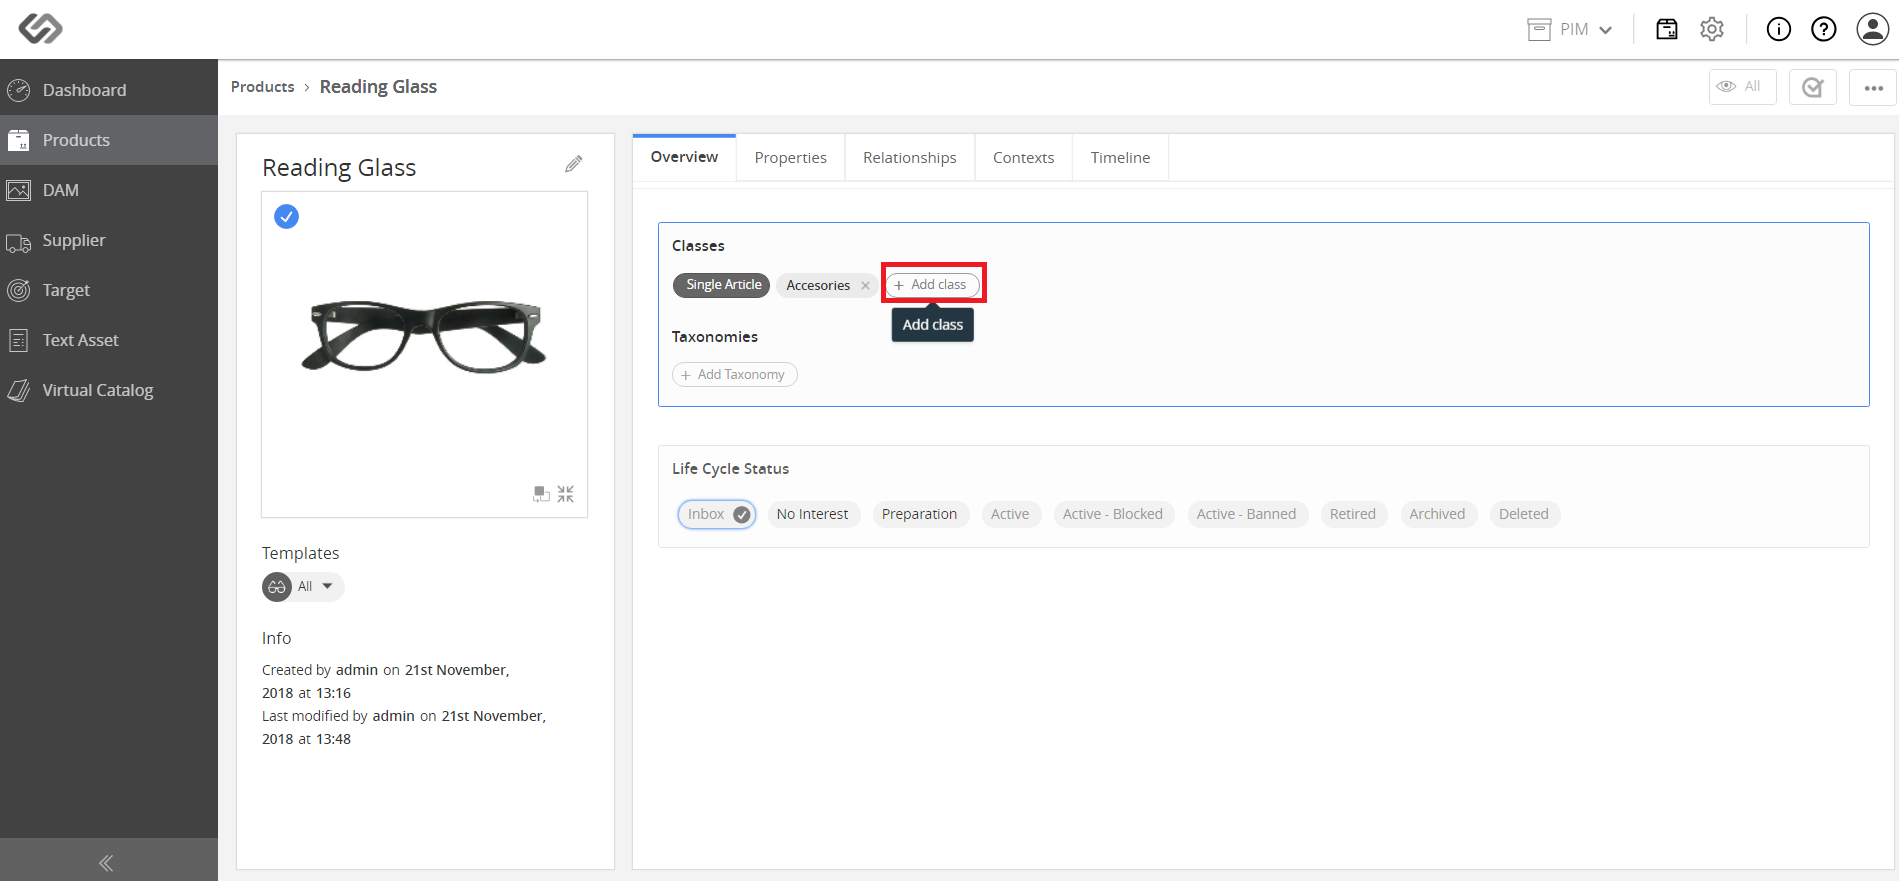 PIM
Dashboard
Products
DAM
Supplier
Target
Text Asset
Virtual Catalog
Products › Reading Glass
All
Reading Glass
Templates
All
Info
Created by admin on 21st November,
2018 at 13:16
Last modified by admin on 21st November,
2018 at 13:48
Overview Properties Relationships Contexts Timeline
Classes
Single Article Accesories × + Add class
Add class
Taxonomies
+ Add Taxonomy
Life Cycle Status
Inbox No Interest Preparation Active Active - Blocked Active - Banned Retired Archived Deleted